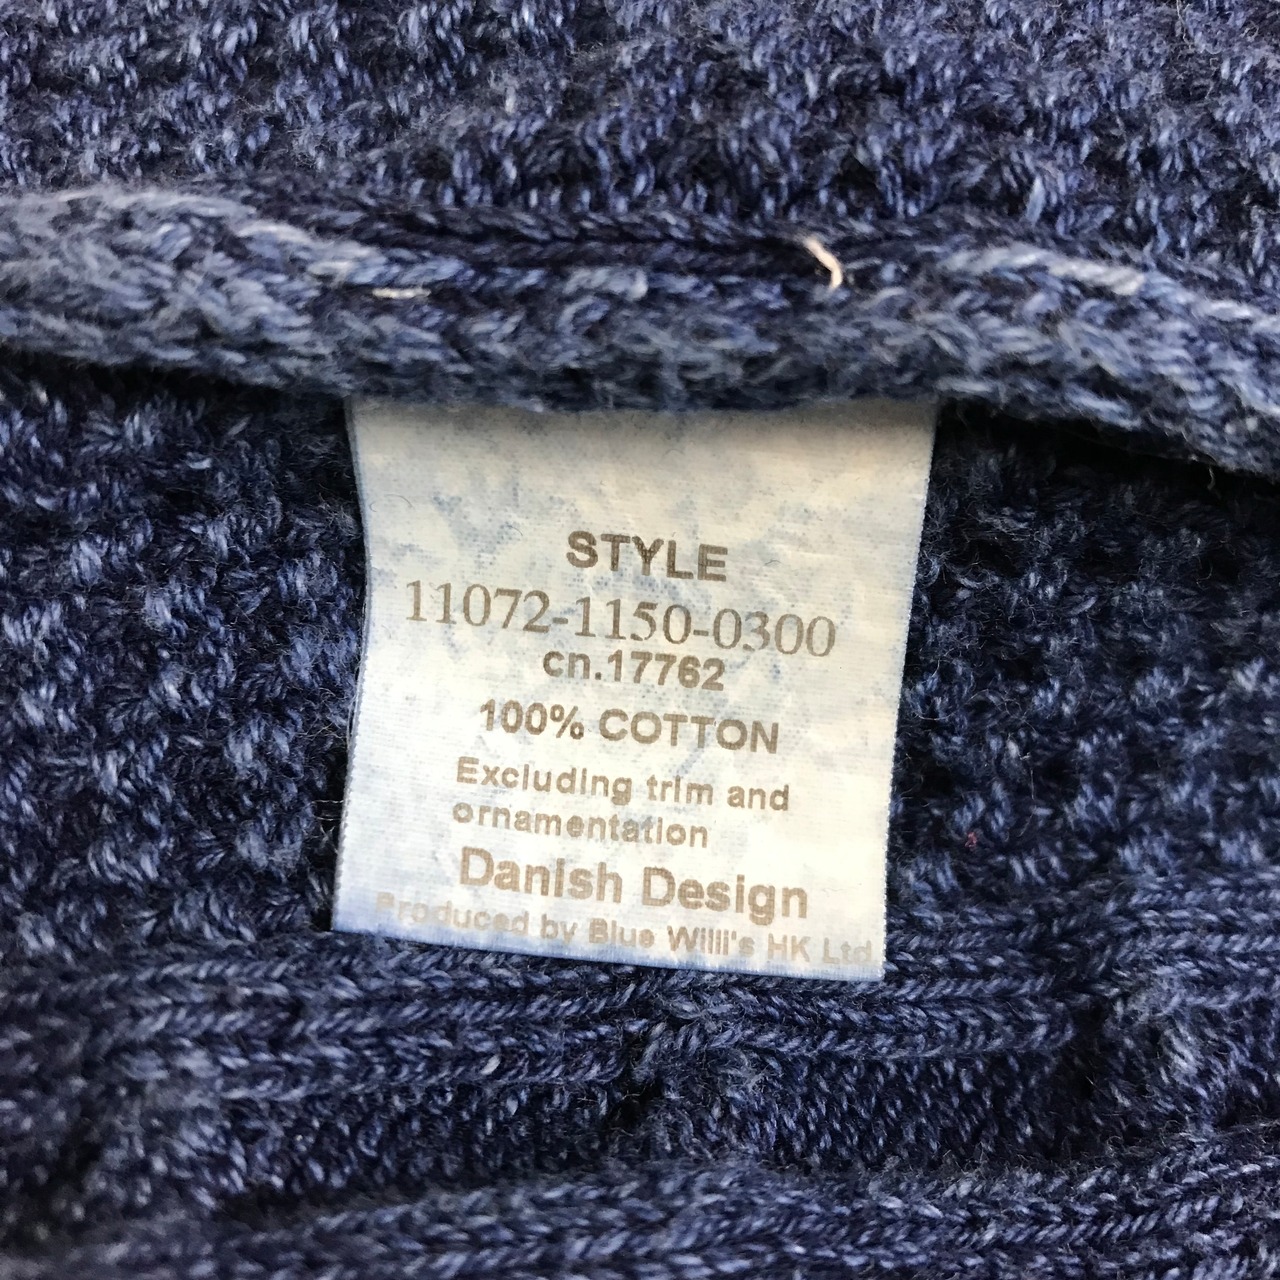 STYLE
11072-1150-0300
cn.17762
100% COTTON
Excluding trim and
ornamentation
Danish Design
Produced by Blue Willi's HK Ltd